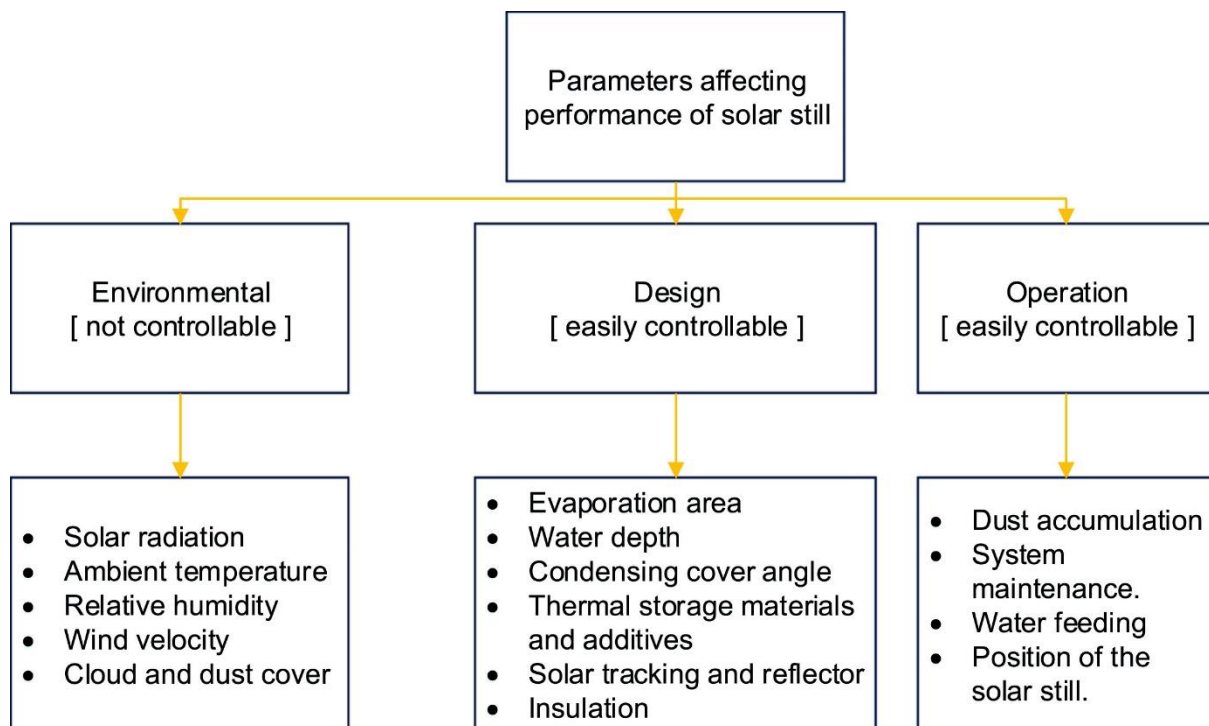 Parameters affecting
performance of solar still
Environmental
[ not controllable ]
Design
[ easily controllable ]
Operation
[ easily controllable ]
• Solar radiation
• Ambient temperature
• Relative humidity
• Wind velocity
• Cloud and dust cover
• Evaporation area
• Water depth
• Condensing cover angle
• Thermal storage materials
and additives
• Solar tracking and reflector
• Insulation
• Dust accumulation
• System
maintenance.
• Water feeding
• Position of the
solar still.